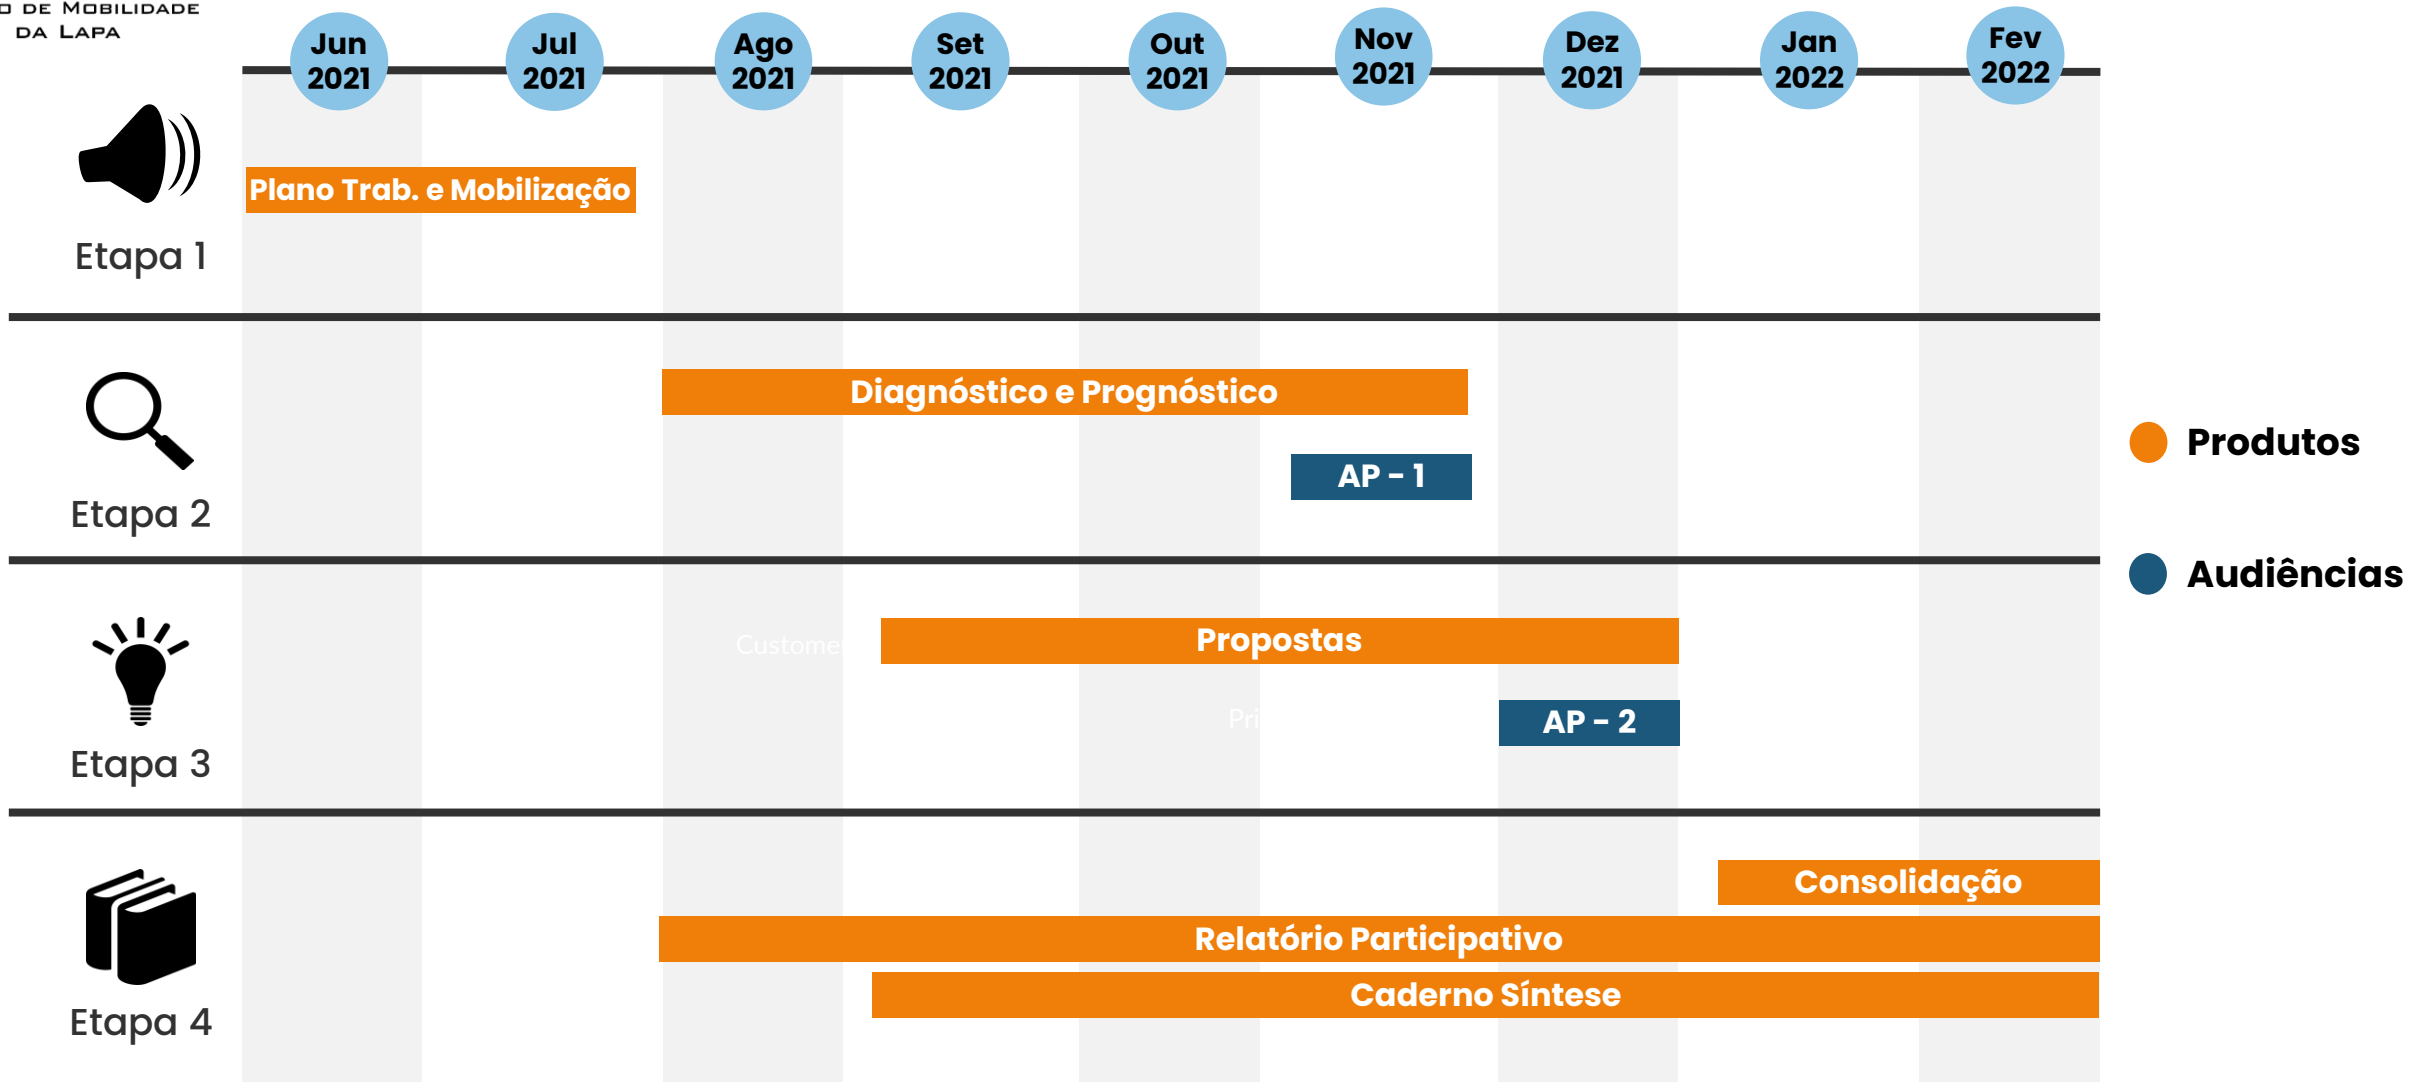 O DE MOBILIDADE
DA LAPA
Jun
2021
Jul
2021
Ago
2021
Set
2021
Out
2021
Nov
2021
Dez
2021
Jan
2022
Fev
2022
Plano Trab. e Mobilização
Etapa 1
Diagnóstico e Prognóstico
AP - 1
Etapa 2
Produtos
Audiências
Customer
Propostas
Pri
AP - 2
Etapa 3
Consolidação
Relatório Participativo
Caderno Síntese
Etapa 4